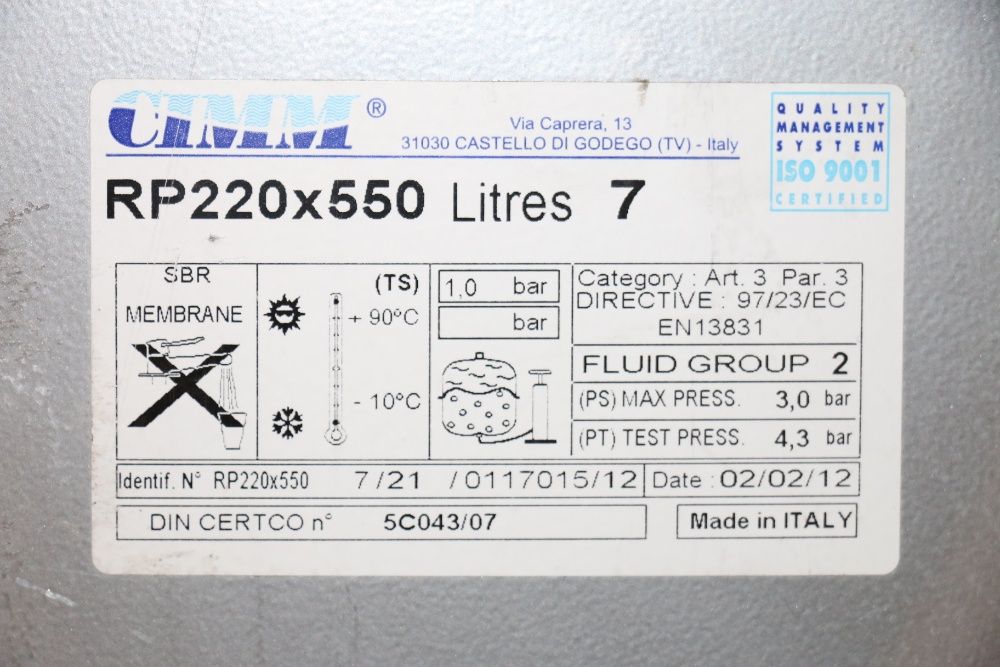 CIMM ®
Via Caprera, 13
31030 CASTELLO DI GODEGO (TV) - Italy
QUALITY
MANAGEMENT
SYSTEM
ISO 9001
CERTIFIED
RP220x550 Litres 7
SBR
MEMBRANE
(TS)
+ 90°C
- 10°C
1,0 bar
bar
Category : Art. 3 Par. 3
DIRECTIVE : 97/23/EC
EN13831
FLUID GROUP 2
(PS) MAX PRESS. 3,0 bar
(PT) TEST PRESS. 4,3 bar
Identif. N° RP220x550 7/21 /0117015/12 Date : 02/02/12
DIN CERTCO n° 5C043/07 Made in ITALY